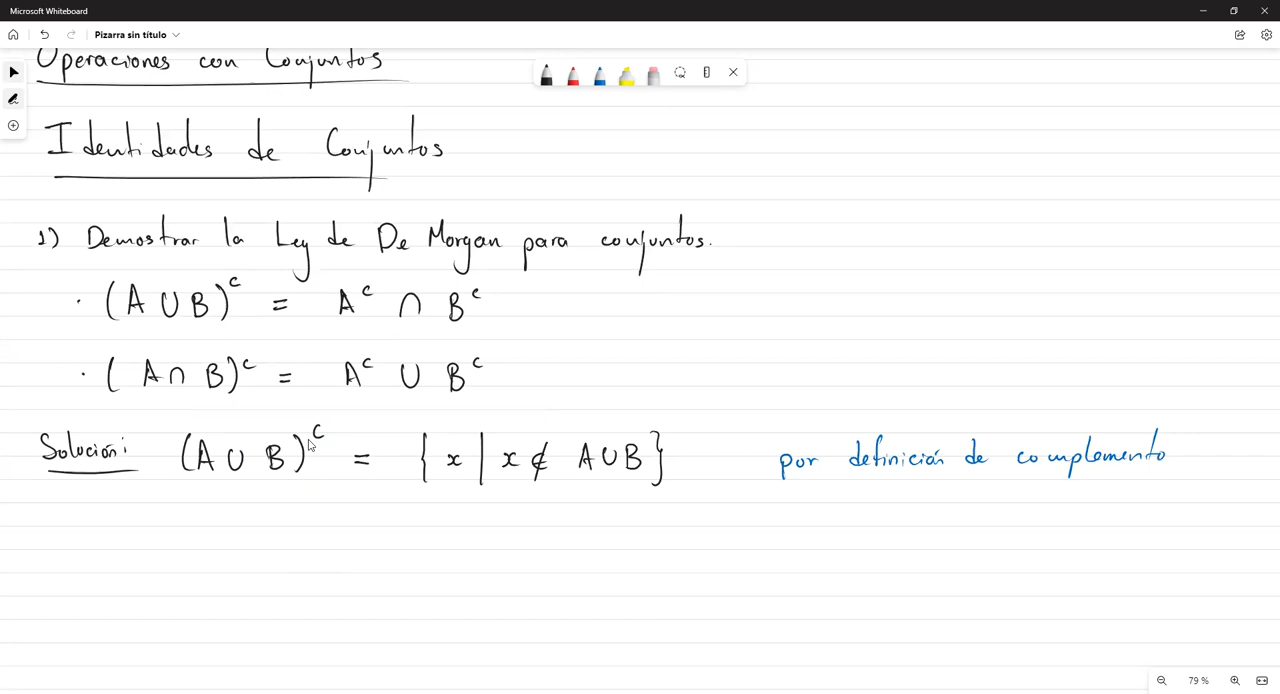 Microsoft Whiteboard
Pizarra sin título
Operaciones con Conjuntos
Identidades de Conjuntos
1) Demostrar la Ley de De Morgan para conjuntos.
· (A ∪ B)ᶜ = Aᶜ ∩ Bᶜ
· (A ∩ B)ᶜ = Aᶜ ∪ Bᶜ
Solución: (A ∪ B)ᶜ = { x | x ∉ A ∪ B } por definición de complemento
79 %